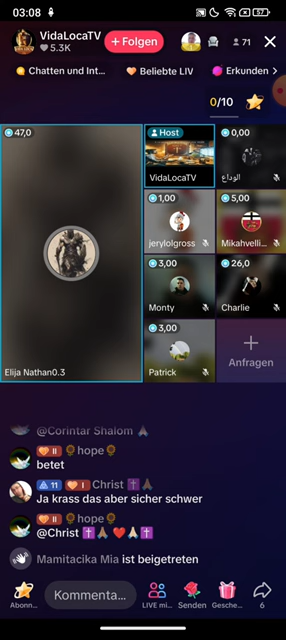 03:08
57
VidaLocaTV
5.3K
+ Folgen
71
Chatten und Int...
Beliebte LIV
Erkunden
0/10
47,0
Host
VidaLocaTV
0,00
الوداع
1,00
jerylolgross
5,00
Mikahvelli...
3,00
Monty
26,0
Charlie
3,00
Patrick
Anfragen
Elija Nathan0.3
@Corintar Shalom 🙏🏽
II 🌻hope🌻
betet
11 I Christ ✝️🙏🏽
Ja krass das aber sicher schwer
II 🌻hope🌻
@Christ ✝️🙏🏽❤️🙏🏽✝️
Mamitacika Mia ist beigetreten
Abonn...
Kommenta...
LIVE mi...
Senden
Gesche...
6